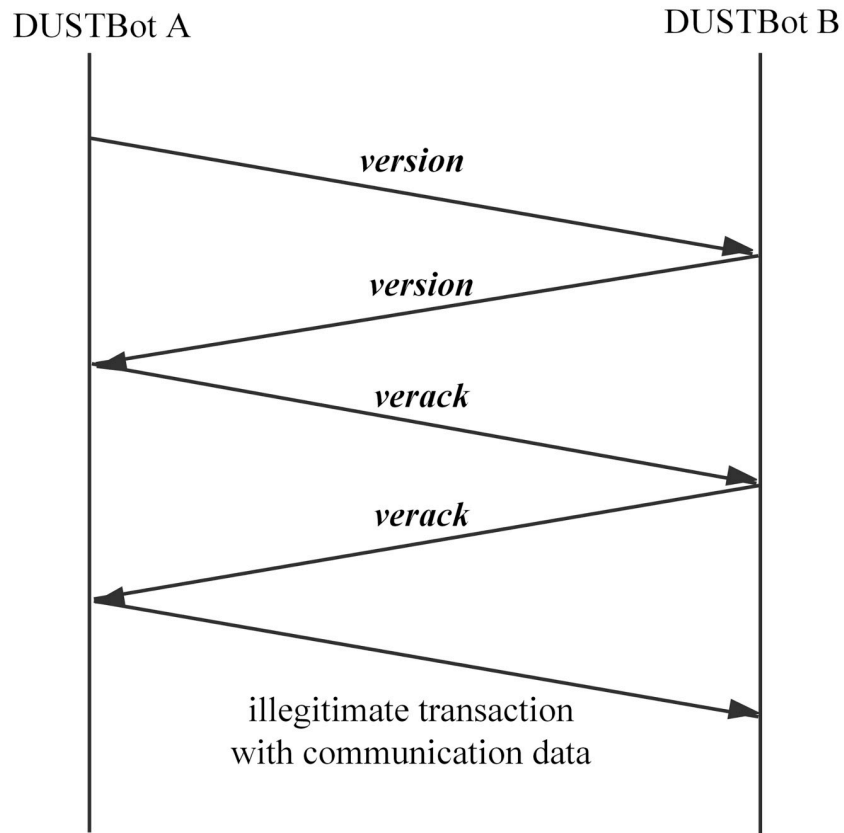 DUSTBot A
DUSTBot B
version
version
verack
verack
illegitimate transaction
with communication data